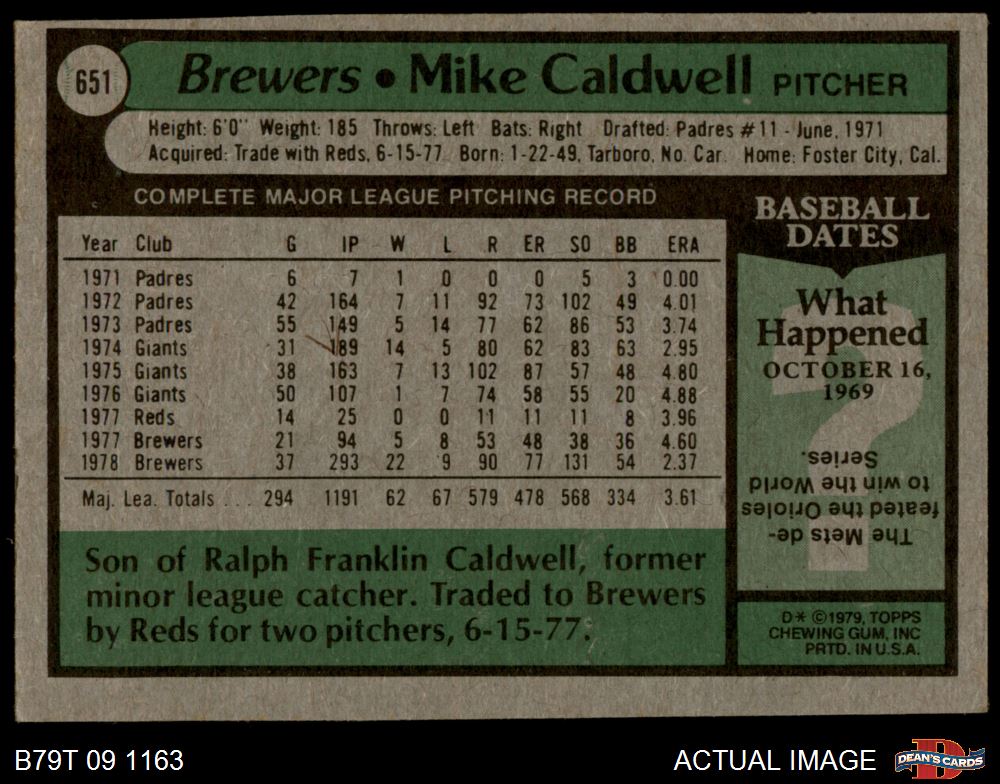 651
Brewers • Mike Caldwell PITCHER
Height: 6'0" Weight: 185 Throws: Left Bats: Right Drafted: Padres #11 - June, 1971
Acquired: Trade with Reds, 6-15-77 Born: 1-22-49, Tarboro, No. Car. Home: Foster City, Cal.
COMPLETE MAJOR LEAGUE PITCHING RECORD
Year Club G IP W L R ER SO BB ERA
1971 Padres 6 7 1 0 0 0 5 3 0.00
1972 Padres 42 164 7 11 92 73 102 49 4.01
1973 Padres 55 149 5 14 77 62 86 53 3.74
1974 Giants 31 189 14 5 80 62 83 63 2.95
1975 Giants 38 163 7 13 102 87 57 48 4.80
1976 Giants 50 107 1 7 74 58 55 20 4.88
1977 Reds 14 25 0 0 11 11 11 8 3.96
1977 Brewers 21 94 5 8 53 48 38 36 4.60
1978 Brewers 37 293 22 9 90 77 131 54 2.37
Maj. Lea. Totals ... 294 1191 62 67 579 478 568 334 3.61
Son of Ralph Franklin Caldwell, former
minor league catcher. Traded to Brewers
by Reds for two pitchers, 6-15-77.
BASEBALL
DATES
What
Happened
OCTOBER 16,
1969
?
The Mets de-
feated the Orioles
to win the World
Series.
D* ©1979, TOPPS
CHEWING GUM, INC
PRTD. IN U.S.A.
B79T 09 1163
ACTUAL IMAGE
D
DEAN'S CARDS